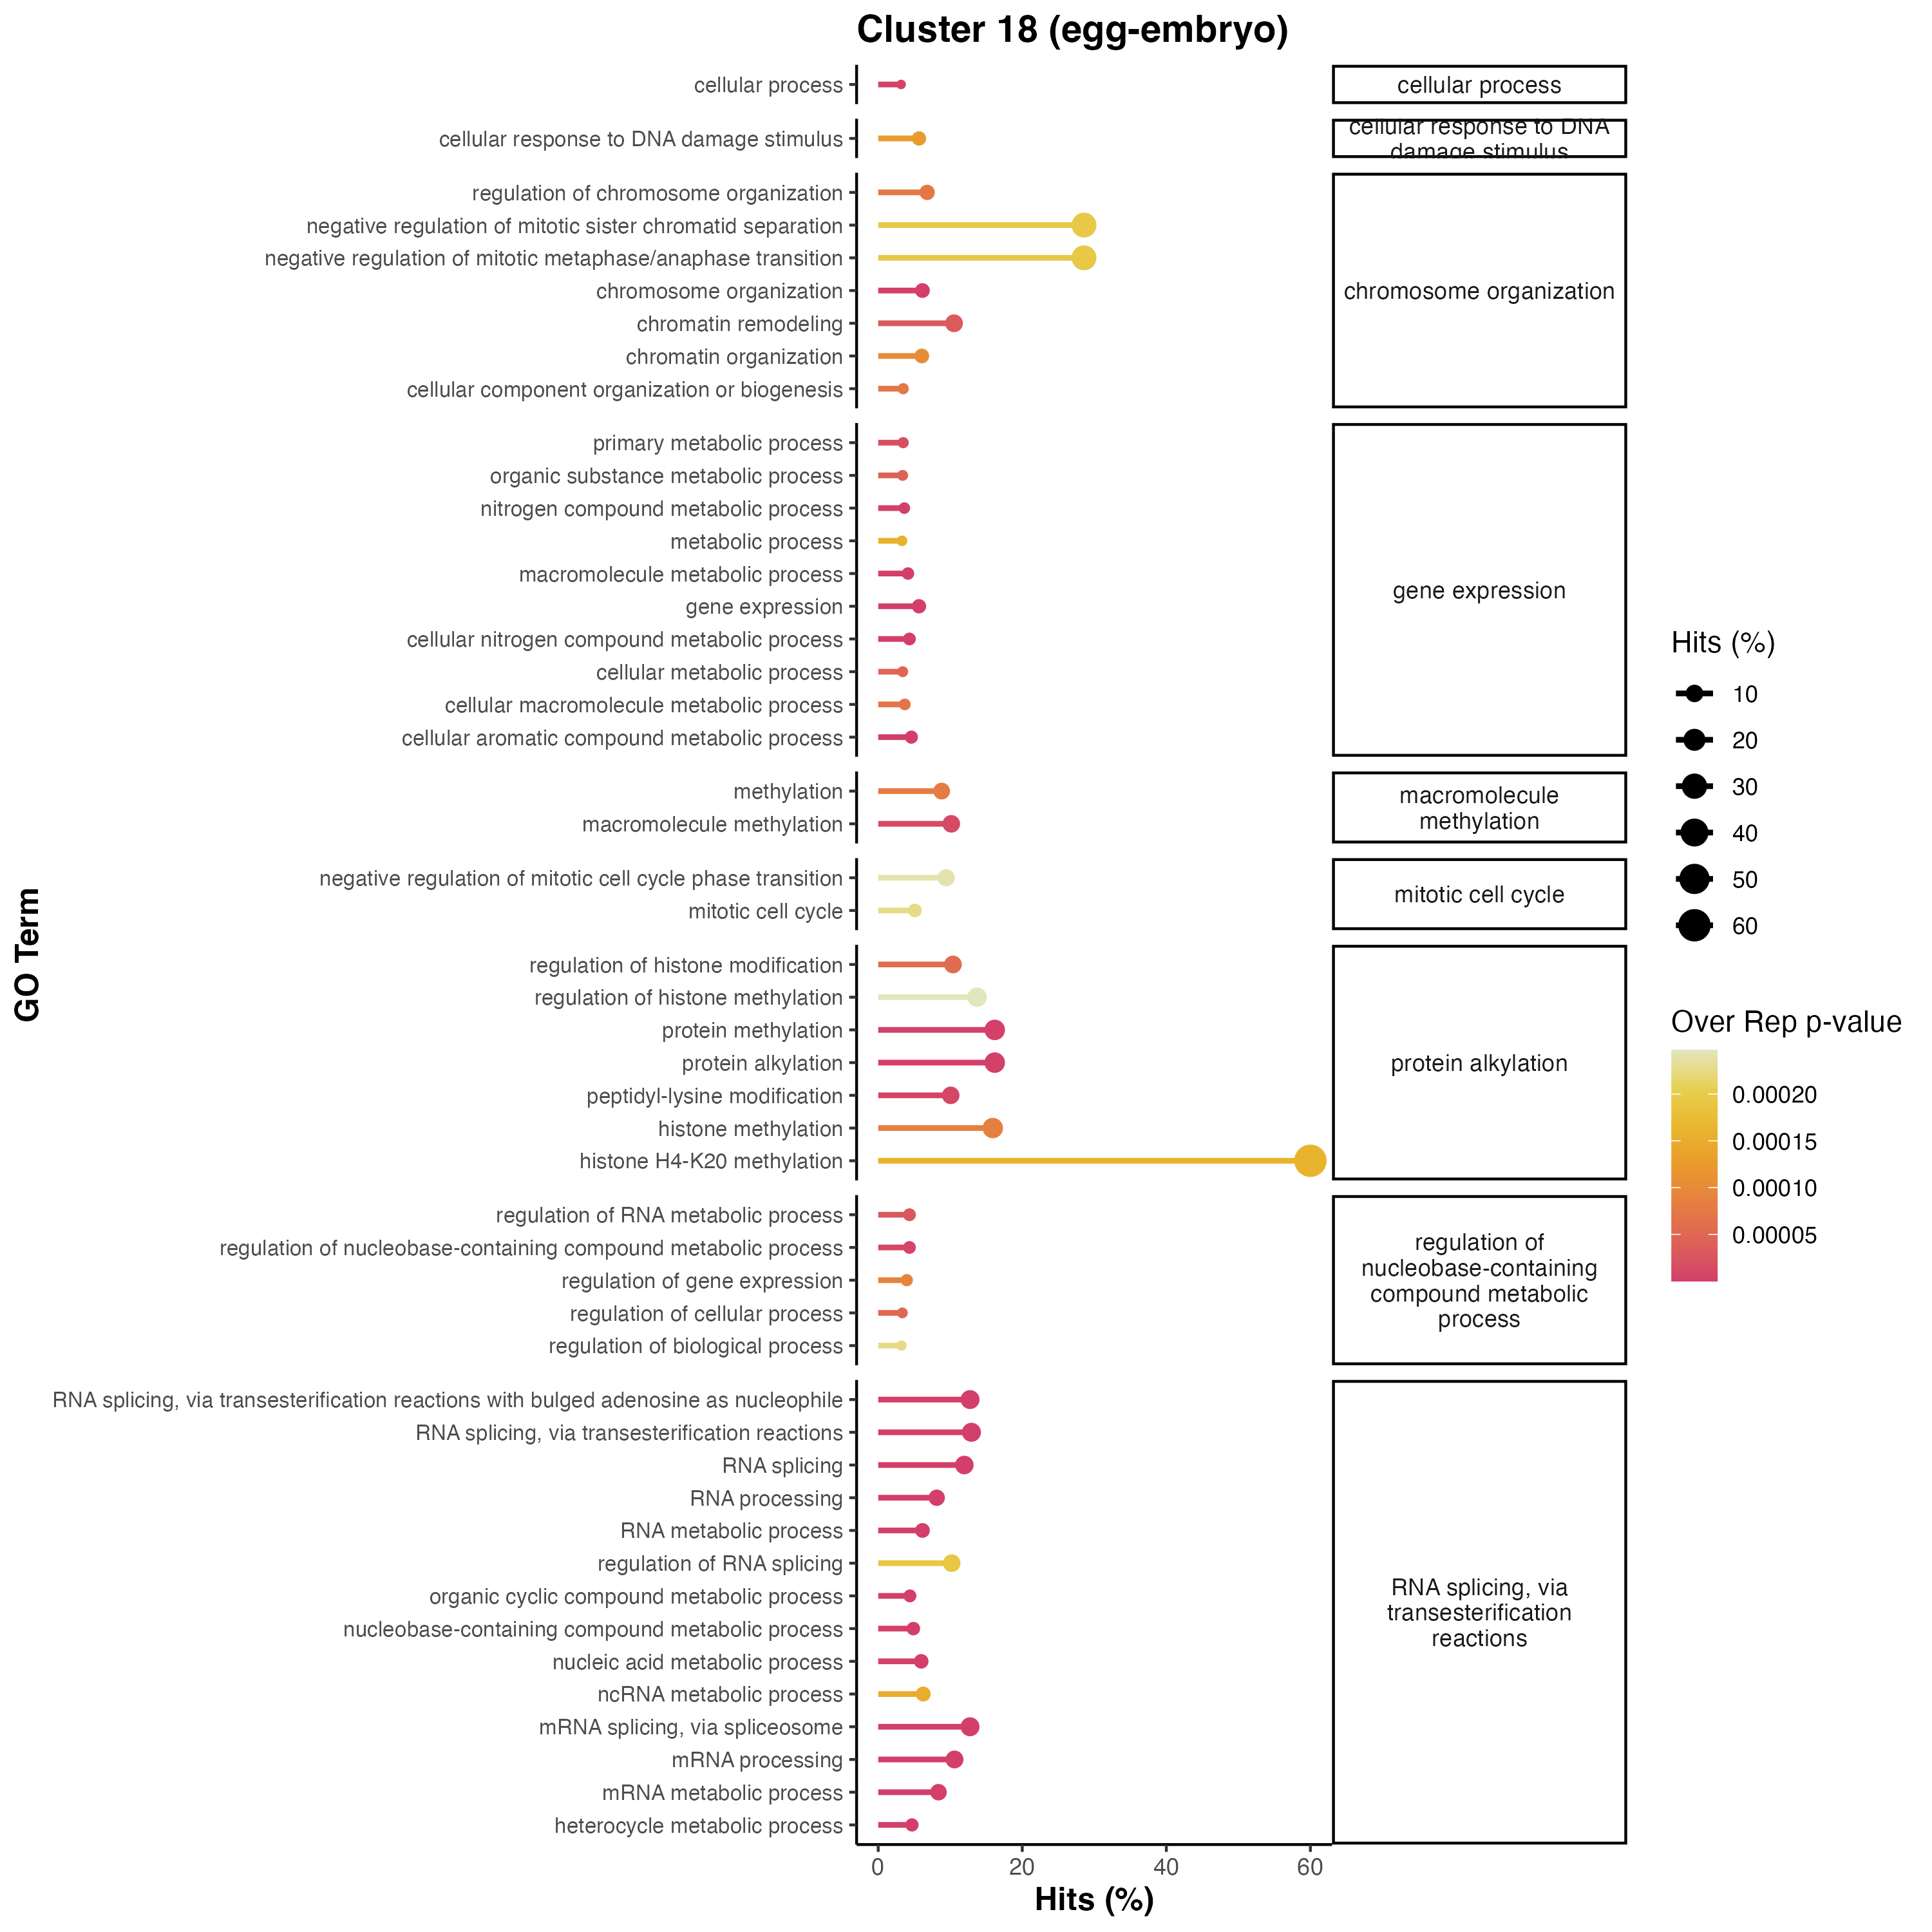 Cluster 18 (egg-embryo)
cellular process
cellular process
cellular response to DNA damage stimulus
cellular response to DNA
damage stimulus
regulation of chromosome organization
negative regulation of mitotic sister chromatid separation
negative regulation of mitotic metaphase/anaphase transition
chromosome organization
chromatin remodeling
chromatin organization
cellular component organization or biogenesis
chromosome organization
primary metabolic process
organic substance metabolic process
nitrogen compound metabolic process
metabolic process
macromolecule metabolic process
gene expression
cellular nitrogen compound metabolic process
cellular metabolic process
cellular macromolecule metabolic process
cellular aromatic compound metabolic process
gene expression
methylation
macromolecule methylation
macromolecule
methylation
negative regulation of mitotic cell cycle phase transition
mitotic cell cycle
mitotic cell cycle
regulation of histone modification
regulation of histone methylation
protein methylation
protein alkylation
peptidyl-lysine modification
histone methylation
histone H4-K20 methylation
protein alkylation
regulation of RNA metabolic process
regulation of nucleobase-containing compound metabolic process
regulation of gene expression
regulation of cellular process
regulation of biological process
regulation of
nucleobase-containing
compound metabolic
process
RNA splicing, via transesterification reactions with bulged adenosine as nucleophile
RNA splicing, via transesterification reactions
RNA splicing
RNA processing
RNA metabolic process
regulation of RNA splicing
organic cyclic compound metabolic process
nucleobase-containing compound metabolic process
nucleic acid metabolic process
ncRNA metabolic process
mRNA splicing, via spliceosome
mRNA processing
mRNA metabolic process
heterocycle metabolic process
RNA splicing, via
transesterification
reactions
0 20 40 60
Hits (%)
GO Term
Hits (%)
10
20
30
40
50
60
Over Rep p-value
0.00020
0.00015
0.00010
0.00005